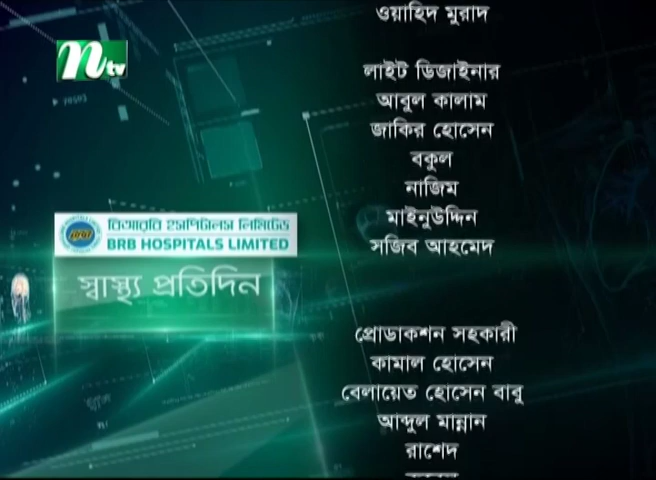 ওয়াহিদ মুরাদ
ntv
লাইট ডিজাইনার
আবুল কালাম
জাকির হোসেন
বকুল
নাজিম
মাইনুউদ্দিন
সজিব আহমেদ
বিআরবি হসপিটালস লিমিটেড
BRB HOSPITALS LIMITED
স্বাস্থ্য প্রতিদিন
প্রোডাকশন সহকারী
কামাল হোসেন
বেলায়েত হোসেন বাবু
আব্দুল মান্নান
রাশেদ